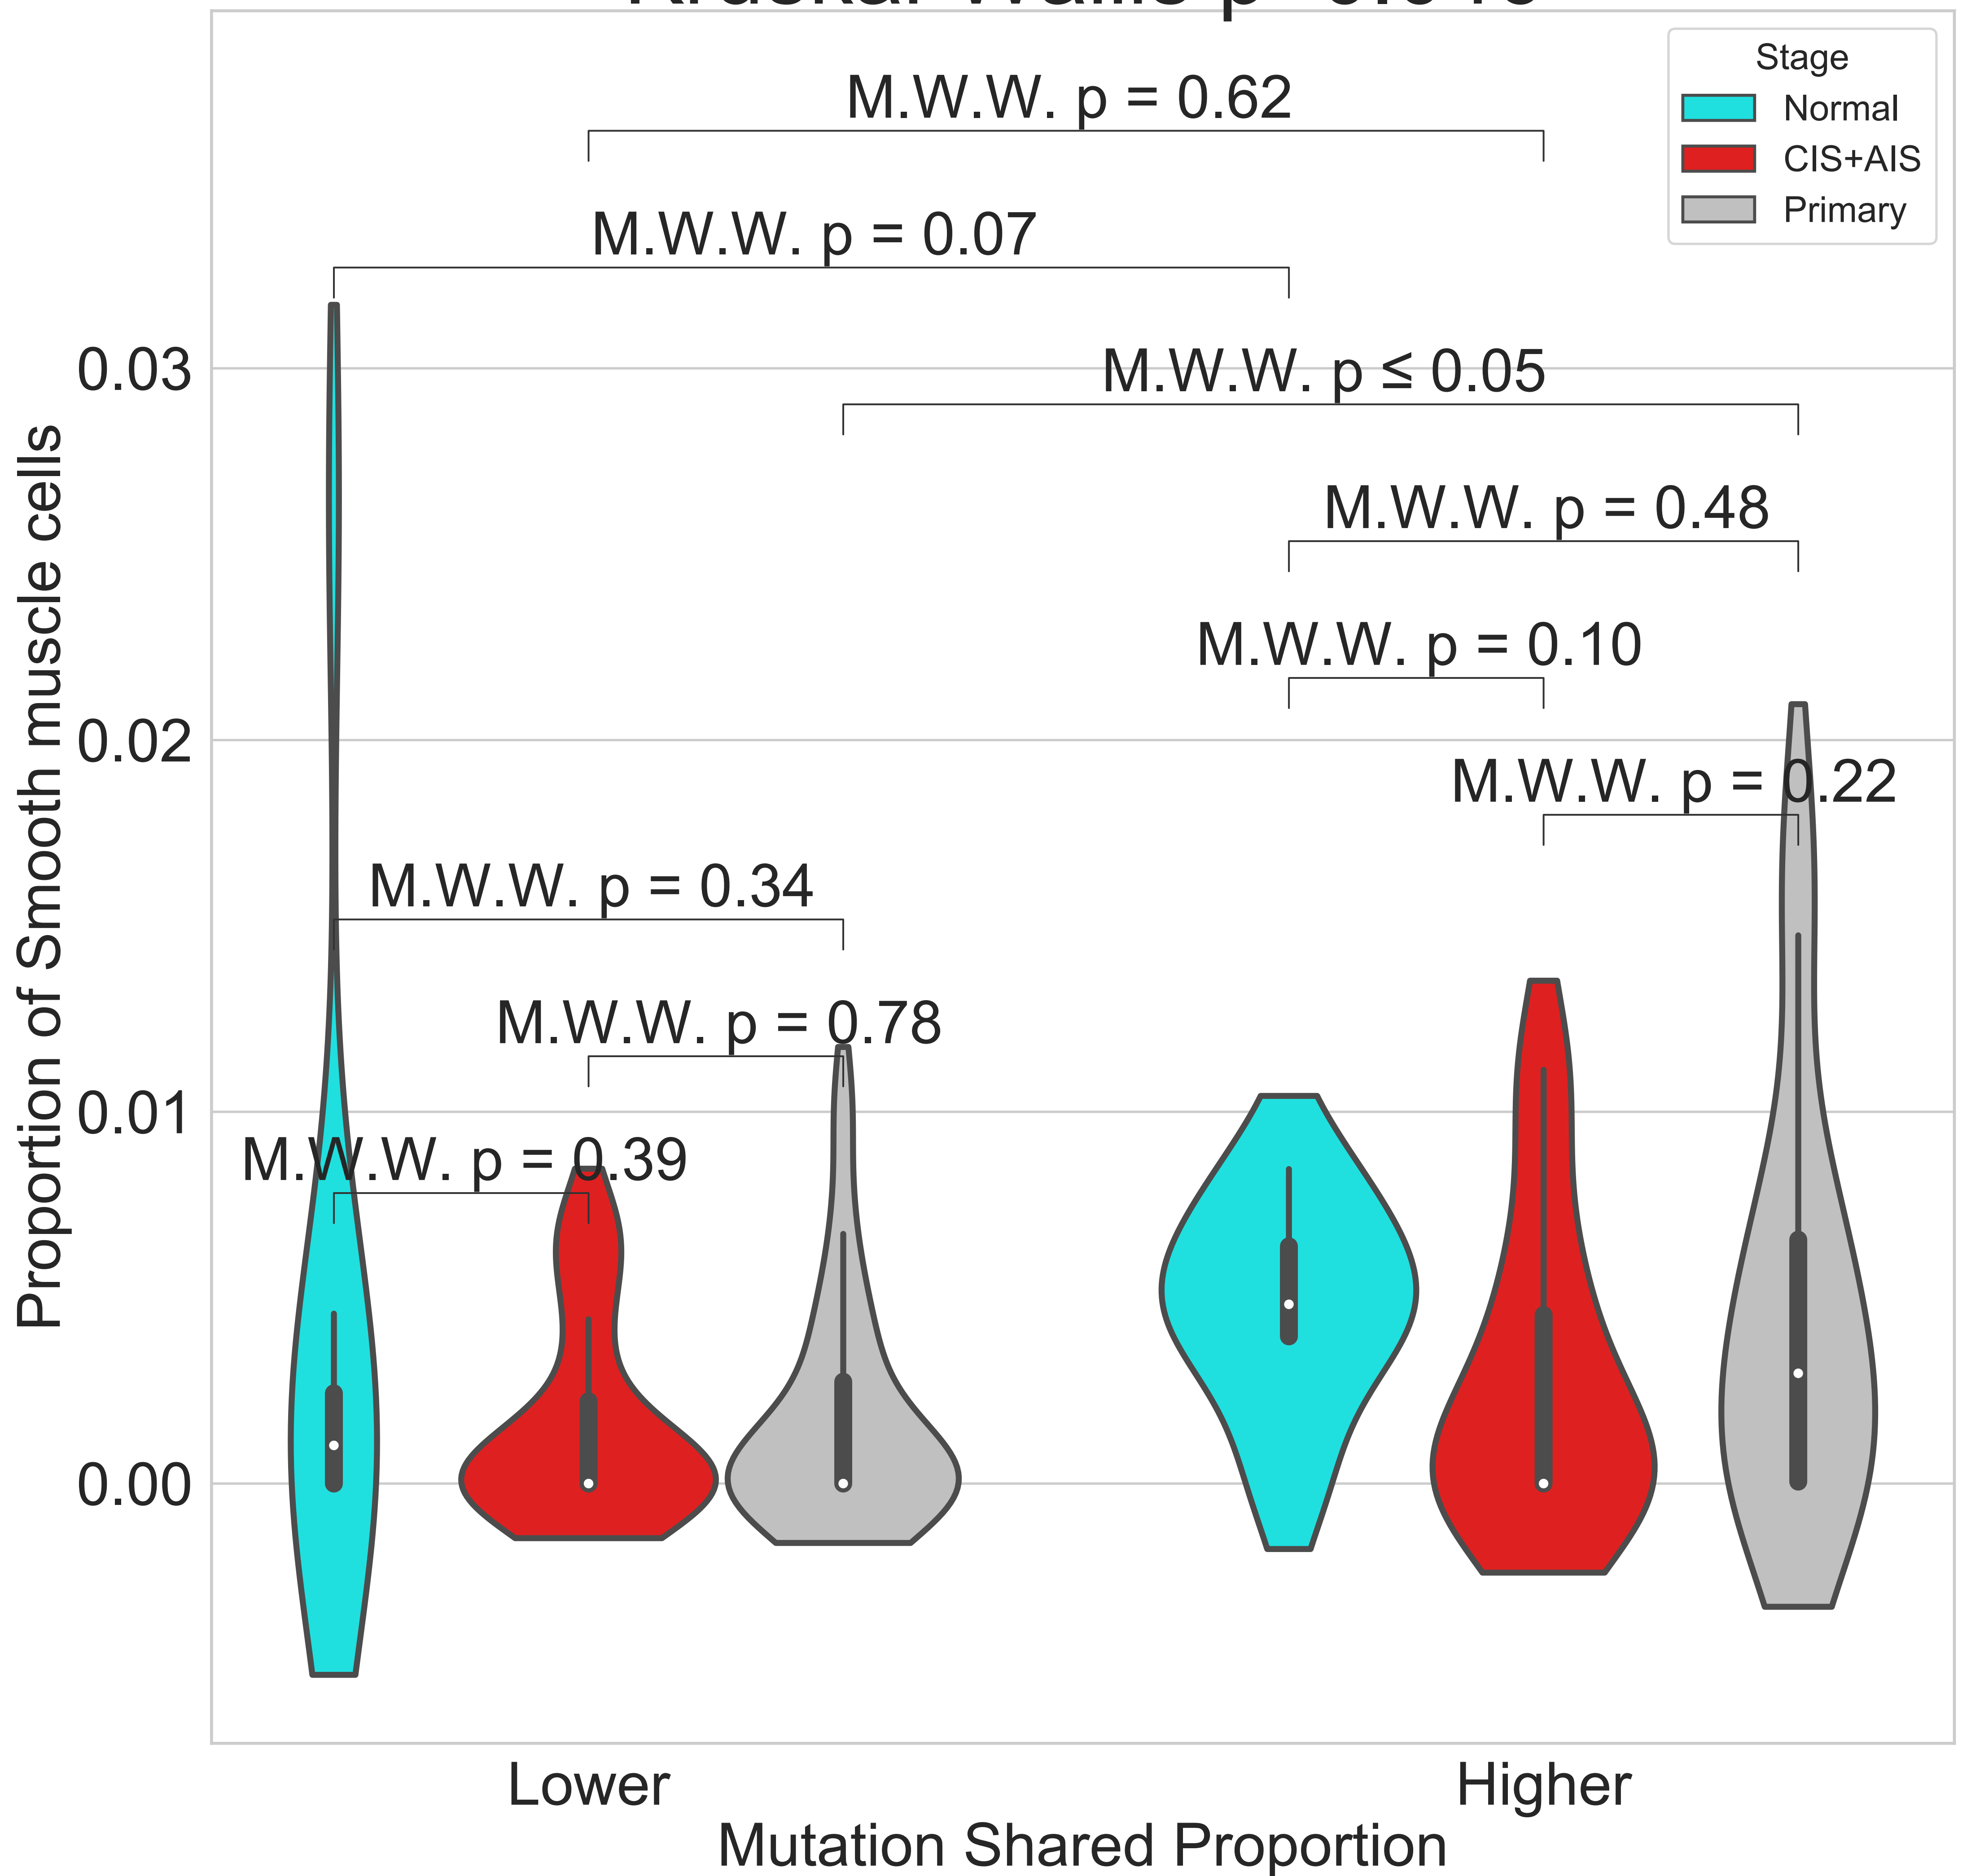 Stage
Normal
CIS+AIS
Primary
M.W.W. p = 0.62
M.W.W. p = 0.07
M.W.W. p ≤ 0.05
M.W.W. p = 0.48
M.W.W. p = 0.10
M.W.W. p = 0.22
M.W.W. p = 0.34
M.W.W. p = 0.78
M.W.W. p = 0.39
Proportion of Smooth muscle cells
0.03
0.02
0.01
0.00
Lower
Higher
Mutation Shared Proportion